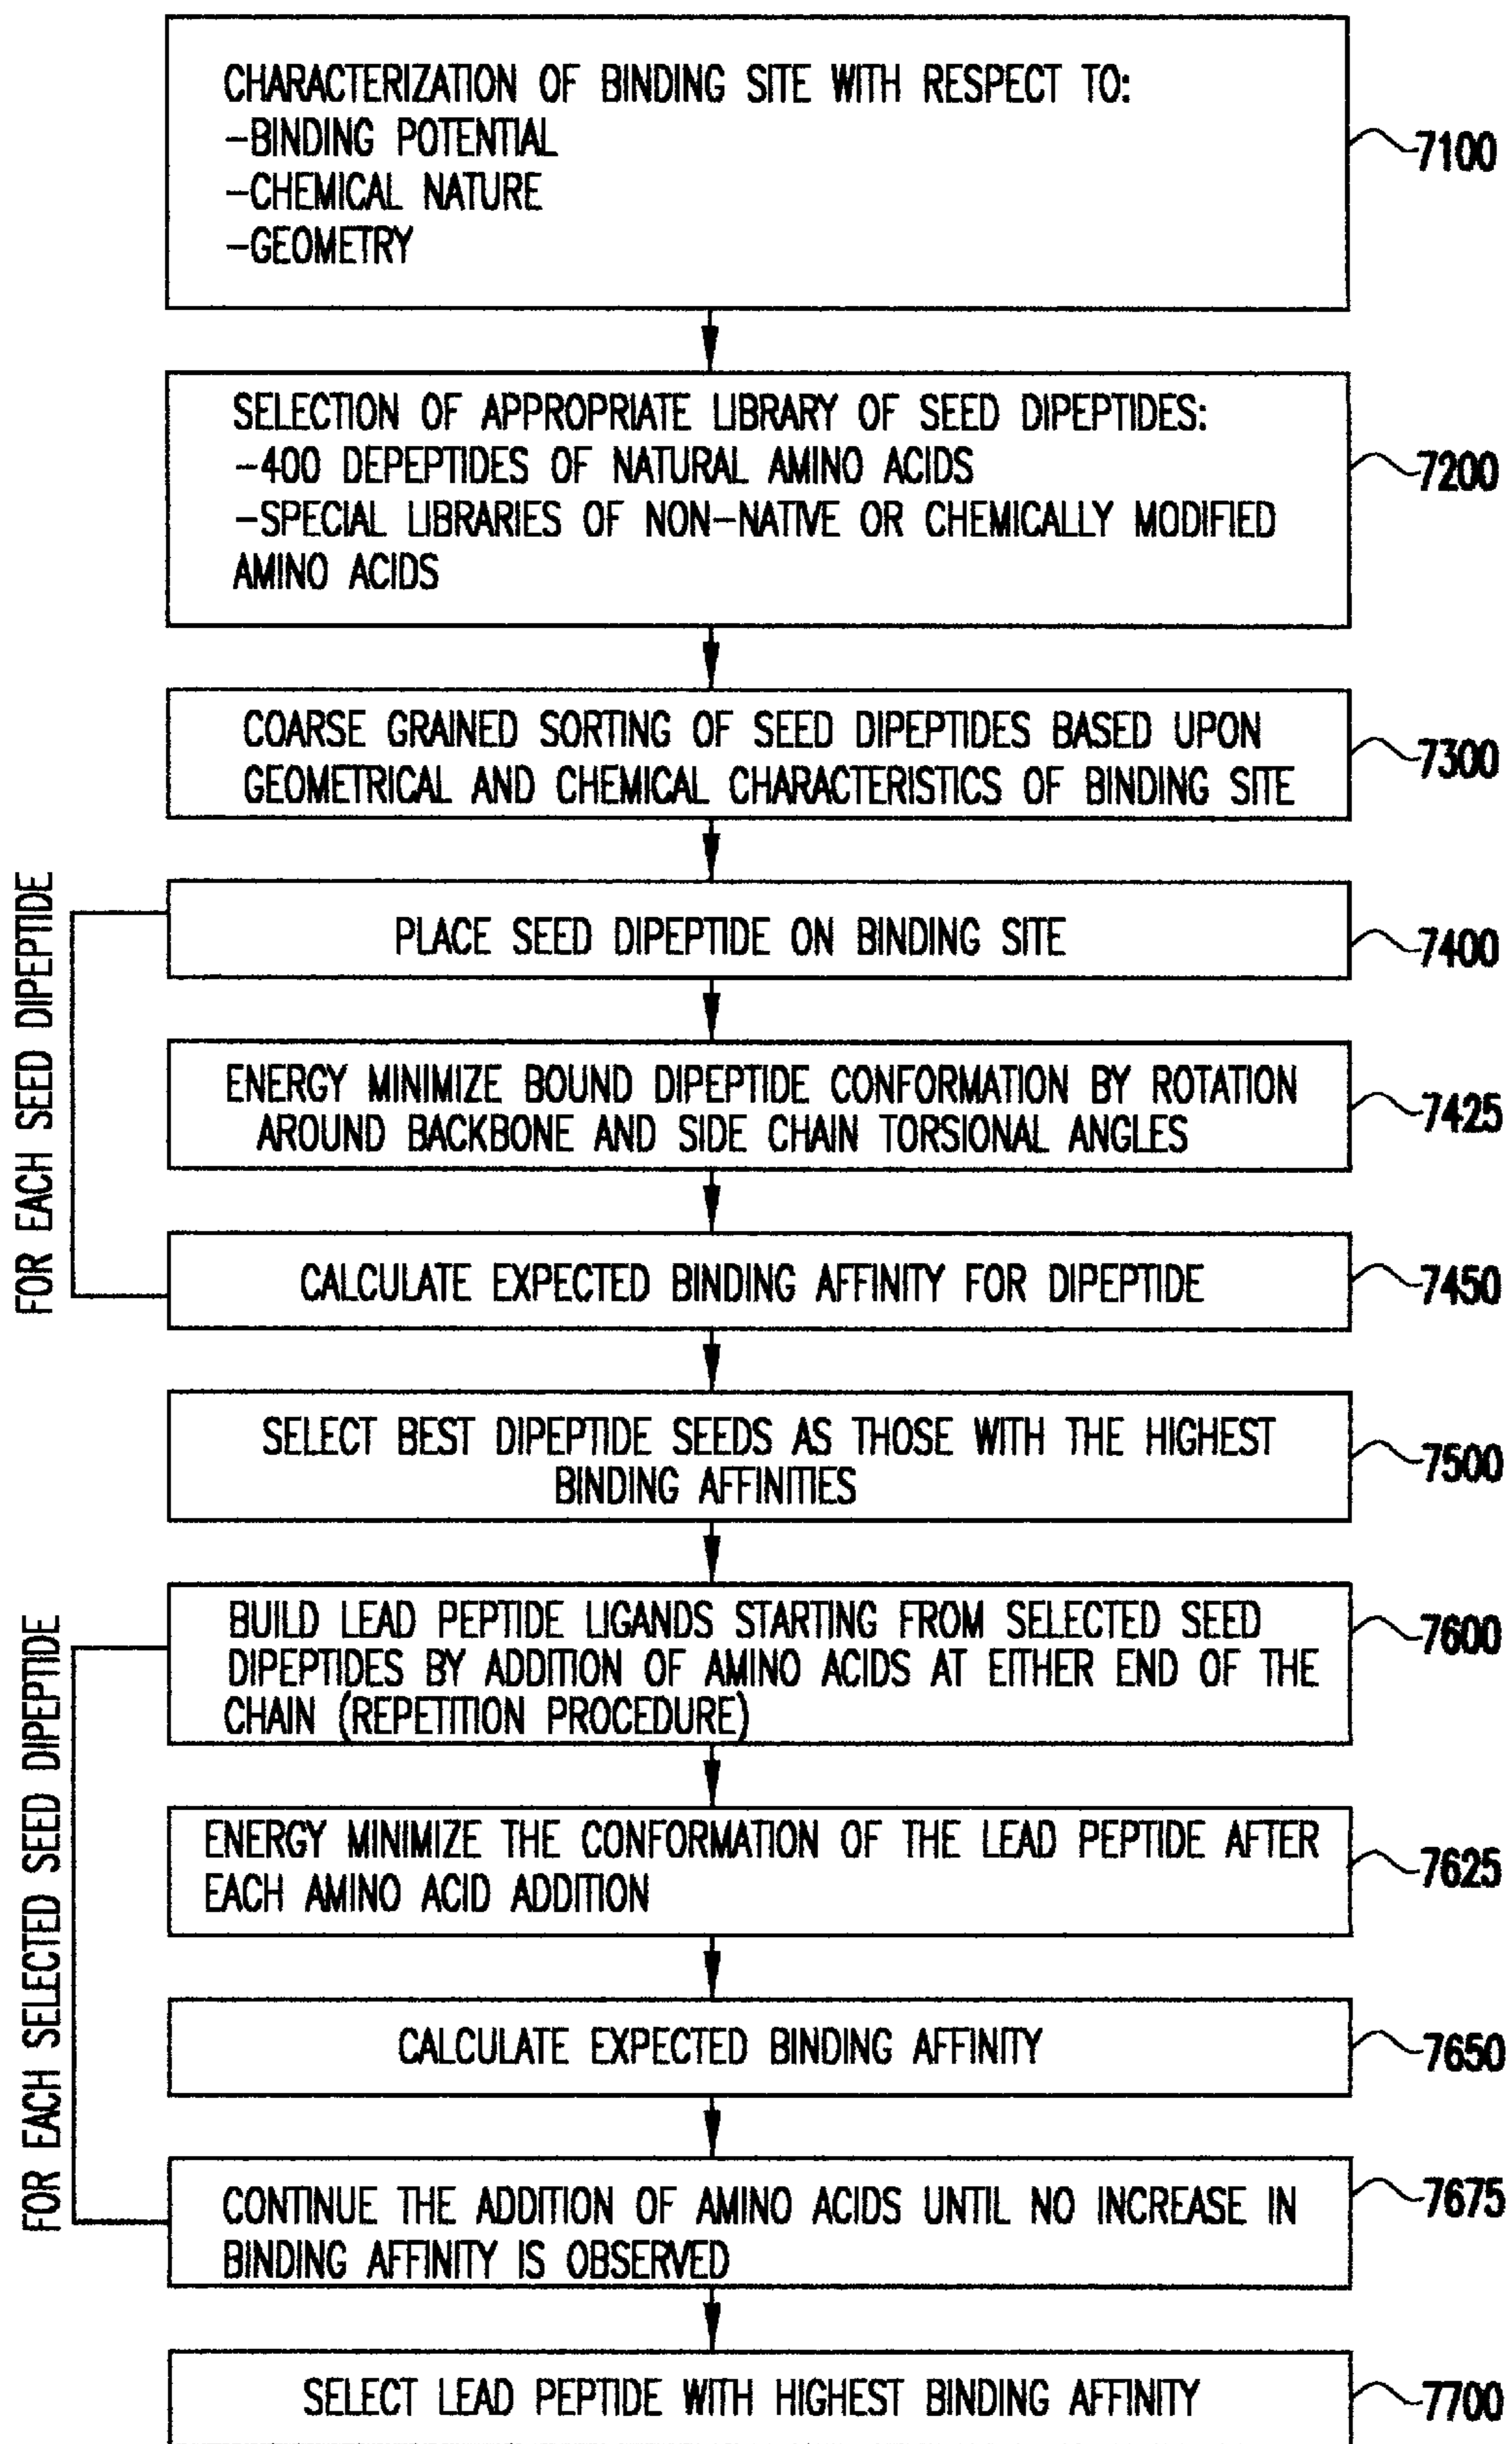 CHARACTERIZATION OF BINDING SITE WITH RESPECT TO:
-BINDING POTENTIAL
-CHEMICAL NATURE
-GEOMETRY
7100
SELECTION OF APPROPRIATE LIBRARY OF SEED DIPEPTIDES:
-400 DEPEPTIDES OF NATURAL AMINO ACIDS
-SPECIAL LIBRARIES OF NON-NATIVE OR CHEMICALLY MODIFIED
AMINO ACIDS
7200
COARSE GRAINED SORTING OF SEED DIPEPTIDES BASED UPON
GEOMETRICAL AND CHEMICAL CHARACTERISTICS OF BINDING SITE
7300
FOR EACH SEED DIPEPTIDE
PLACE SEED DIPEPTIDE ON BINDING SITE
7400
ENERGY MINIMIZE BOUND DIPEPTIDE CONFORMATION BY ROTATION
AROUND BACKBONE AND SIDE CHAIN TORSIONAL ANGLES
7425
CALCULATE EXPECTED BINDING AFFINITY FOR DIPEPTIDE
7450
SELECT BEST DIPEPTIDE SEEDS AS THOSE WITH THE HIGHEST
BINDING AFFINITIES
7500
FOR EACH SELECTED SEED DIPEPTIDE
BUILD LEAD PEPTIDE LIGANDS STARTING FROM SELECTED SEED
DIPEPTIDES BY ADDITION OF AMINO ACIDS AT EITHER END OF THE
CHAIN (REPETITION PROCEDURE)
7600
ENERGY MINIMIZE THE CONFORMATION OF THE LEAD PEPTIDE AFTER
EACH AMINO ACID ADDITION
7625
CALCULATE EXPECTED BINDING AFFINITY
7650
CONTINUE THE ADDITION OF AMINO ACIDS UNTIL NO INCREASE IN
BINDING AFFINITY IS OBSERVED
7675
SELECT LEAD PEPTIDE WITH HIGHEST BINDING AFFINITY
7700